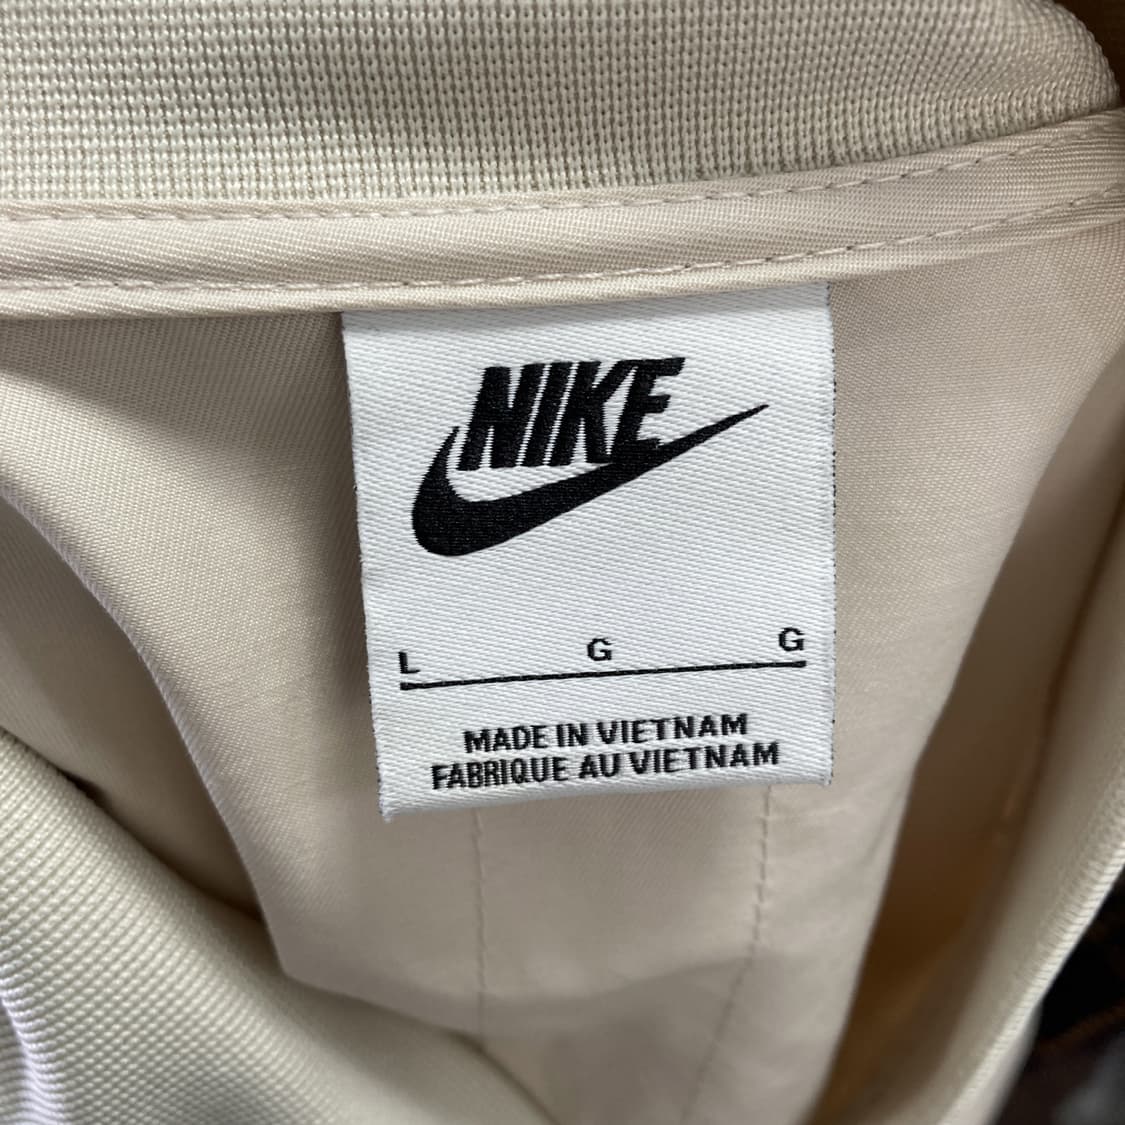 NIKE
L G G
MADE IN VIETNAM
FABRIQUE AU VIETNAM